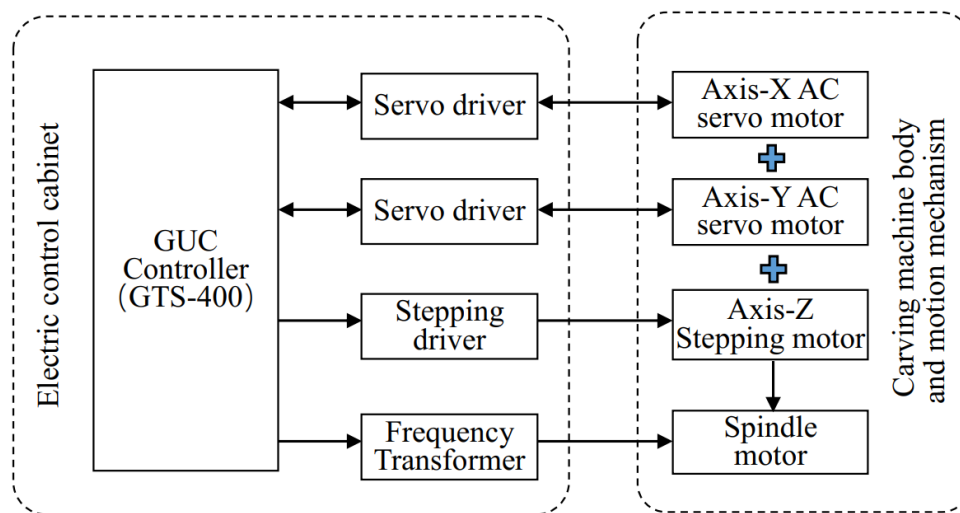 Electric control cabinet
GUC
Controller
(GTS-400)
Servo driver
Servo driver
Stepping
driver
Frequency
Transformer
Axis-X AC
servo motor
Axis-Y AC
servo motor
Axis-Z
Stepping motor
Spindle
motor
Carving machine body
and motion mechanism